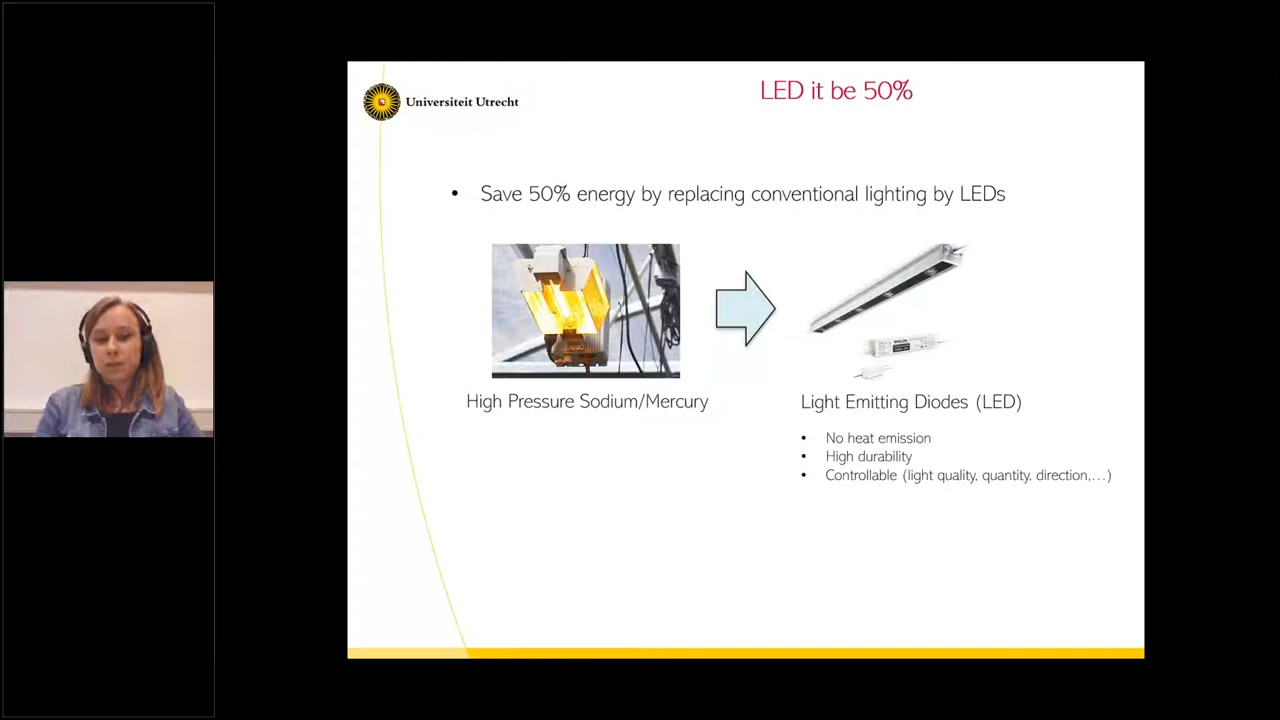 Universiteit Utrecht
LED it be 50%
• Save 50% energy by replacing conventional lighting by LEDs
High Pressure Sodium/Mercury
Light Emitting Diodes (LED)
• No heat emission
• High durability
• Controllable (light quality, quantity, direction,…)